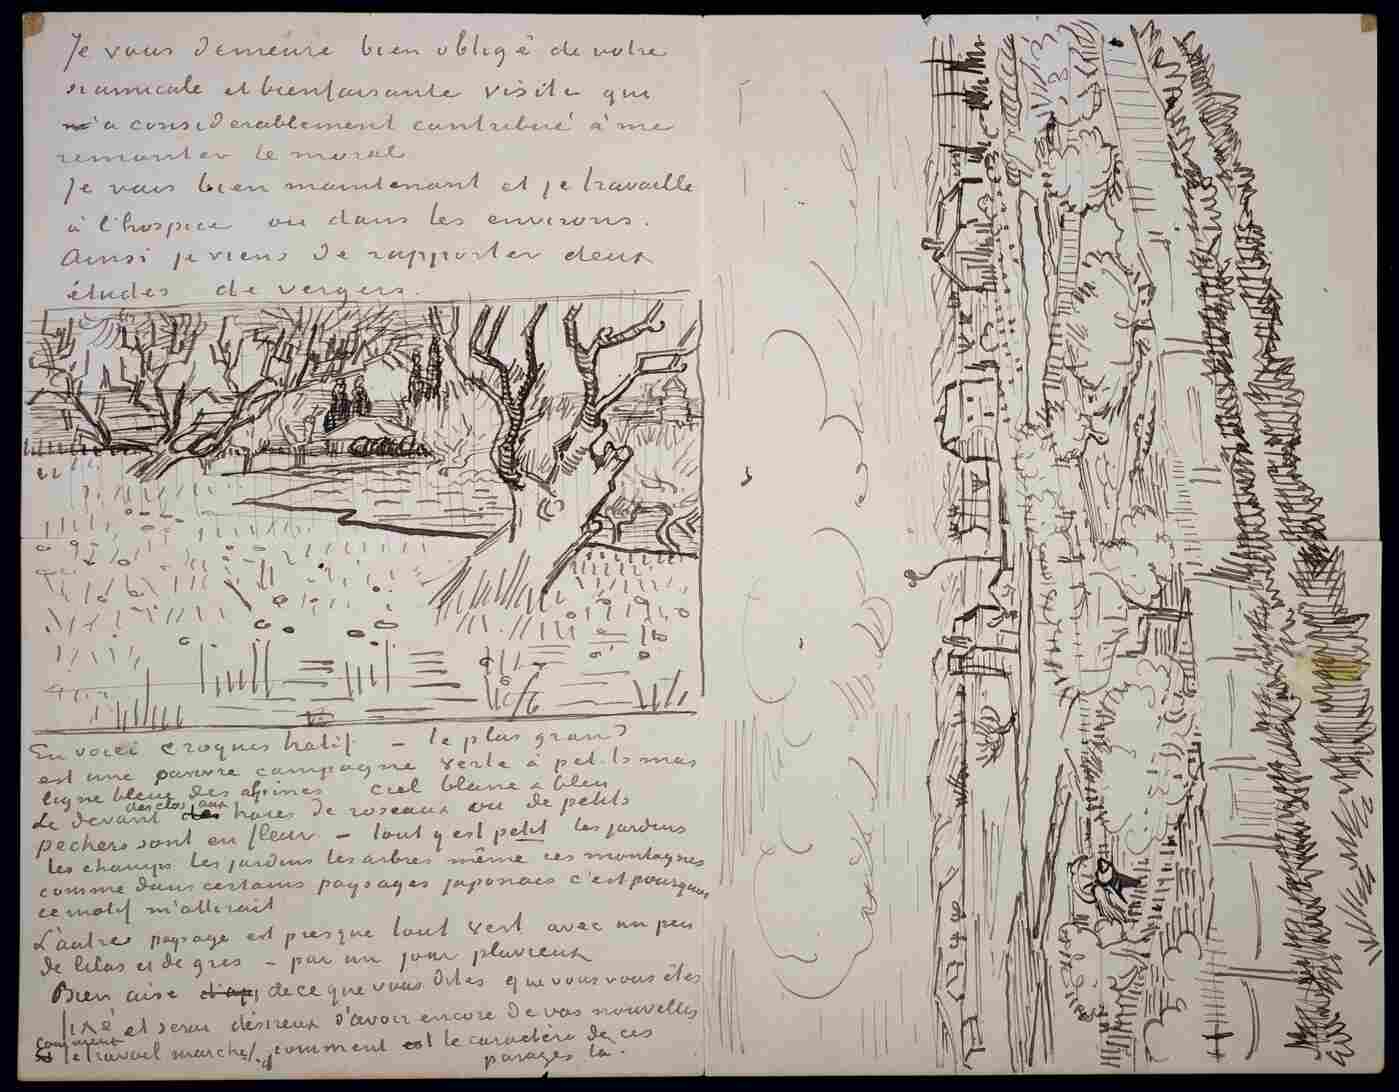 Je vous demeure bien obligé de votre
si amicale et bienfaisante visite qui
m'a considerablement contribué à me
remonter le moral
Je vais bien maintenant et je travaille
à l'hospice ou dans les environs.
Ainsi je viens de rapporter deux
études de vergers.
En voici croquis hatif – le plus grand
est une pauvre campagne verte à petits mas
ligne bleue des alpines ciel blanc & bleu
Le devant des clos aux haies de roseaux ou de petits
pechers sont en fleur – tout y est petit les jardins
les champs les jardins les arbres même ces montagnes
comme dans certains paysages japonais c'est pourquoi
ce motif m'attirait
L'autre paysage est presque tout vert avec un peu
de lilas et de gris – par un jour pluvieux
Bien aise de ce que vous dites que vous vous êtes
fixé et serai désireux d'avoir encore de vos nouvelles
comment le travail marche, comment est le caractère de ces
parages là.